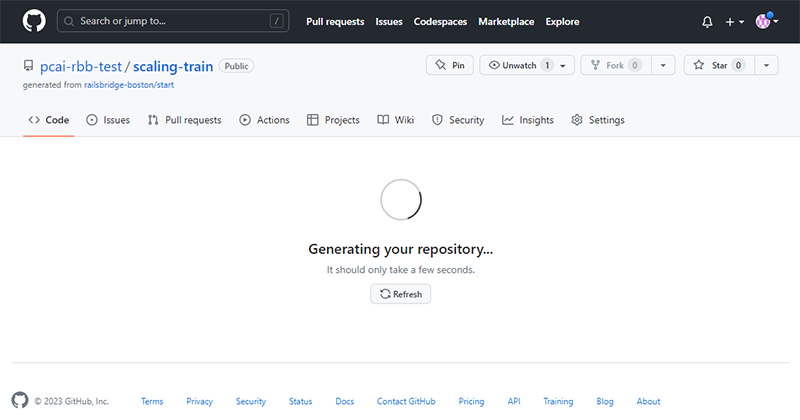 Search or jump to... / Pull requests Issues Codespaces Marketplace Explore
pcai-rbb-test / scaling-train Public Pin Unwatch 1 Fork 0 Star 0
generated from railsbridge-boston/start
Code Issues Pull requests Actions Projects Wiki Security Insights Settings
Generating your repository...
It should only take a few seconds.
Refresh
© 2023 GitHub, Inc. Terms Privacy Security Status Docs Contact GitHub Pricing API Training Blog About